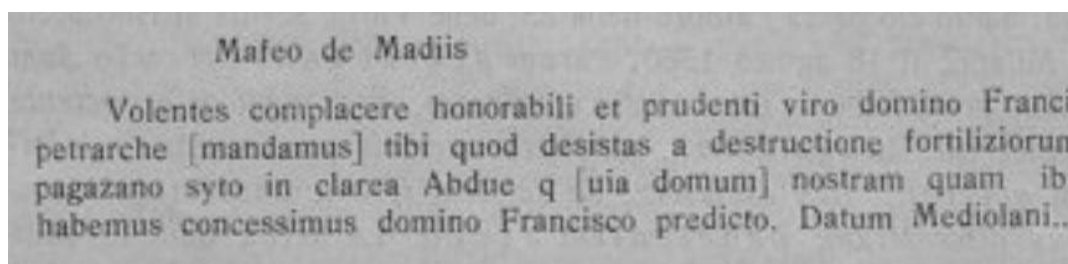 Mafeo de Madiis
Volentes complacere honorabili et prudenti viro domino Franci
petrarche [mandamus] tibi quod desistas a destructione fortiliziorum
pagazano syto in clarea Abdue q [uia domum] nostram quam ib
habemus concessimus domino Francisco predicto. Datum Mediolani..